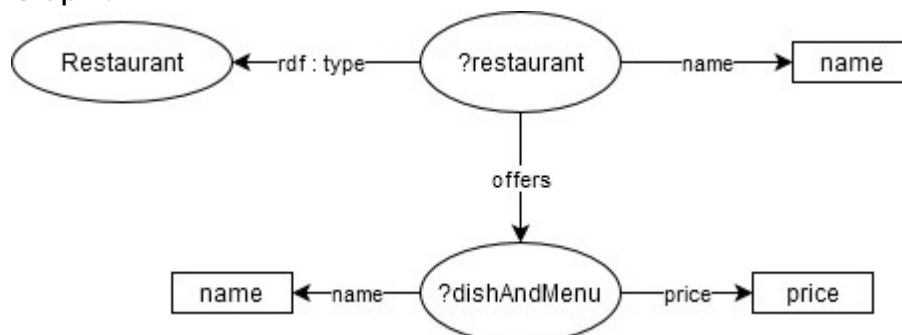 Restaurant rdf : type ?restaurant name name
offers
name name ?dishAndMenu price price